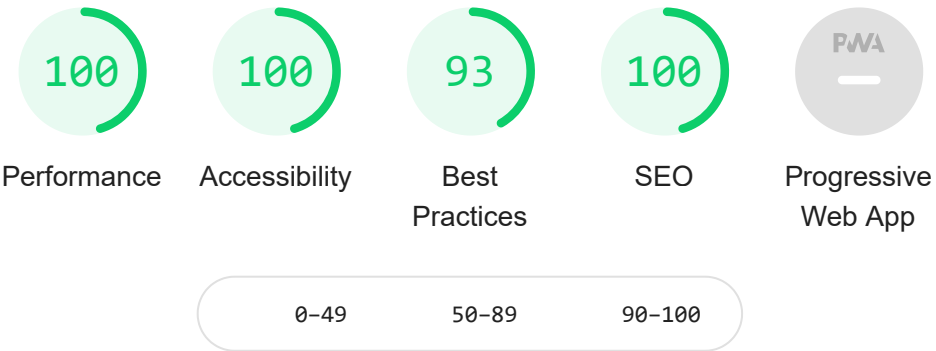 100 100 93 100 PWA
Performance Accessibility Best Progressive
Practices SEO Web App
0–49 50–89 90–100